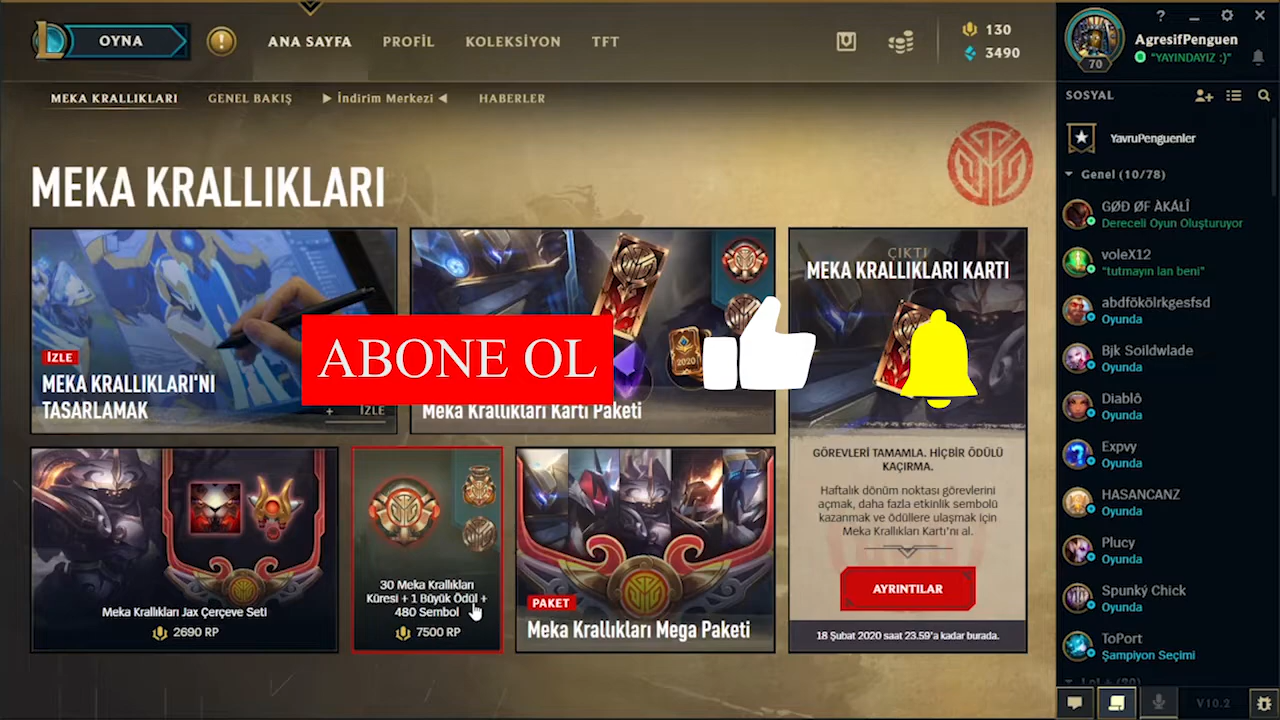 OYNA
ANA SAYFA
PROFİL
KOLEKSİYON
TFT
130
3490
?
AgresifPenguen
"YAYINDAYIZ :)"
70
MEKA KRALLIKLARI
GENEL BAKIŞ
İndirim Merkezi
HABERLER
SOSYAL
YavruPenguenler
Genel (10/78)
GØĐ ØF ÀKÁLÎ
Dereceli Oyun Oluşturuyor
voleX12
"tutmayın lan beni"
abdfökölrkgesfsd
Oyunda
Bjk Soildwlade
Oyunda
Diablô
Oyunda
Expvy
Oyunda
HASANCANZ
Oyunda
Plucy
Oyunda
Spunký Chick
Oyunda
ToPort
Şampiyon Seçimi
V10.2
MEKA KRALLIKLARI
İZLE
MEKA KRALLIKLARI'NI
TASARLAMAK
+ İZLE
ABONE OL
2020
Meka Krallıkları Kartı Paketi
ÇIKTI
MEKA KRALLIKLARI KARTI
GÖREVLERİ TAMAMLA. HİÇBİR ÖDÜLÜ
KAÇIRMA.
Haftalık dönüm noktası görevlerini
açmak, daha fazla etkinlik sembolü
kazanmak ve ödüllere ulaşmak için
Meka Krallıkları Kartı'nı al.
AYRINTILAR
18 Şubat 2020 saat 23.59'a kadar burada.
Meka Krallıkları Jax Çerçeve Seti
2690 RP
30 Meka Krallıkları
Küresi + 1 Büyük Ödül +
480 Sembol
7500 RP
PAKET
Meka Krallıkları Mega Paketi